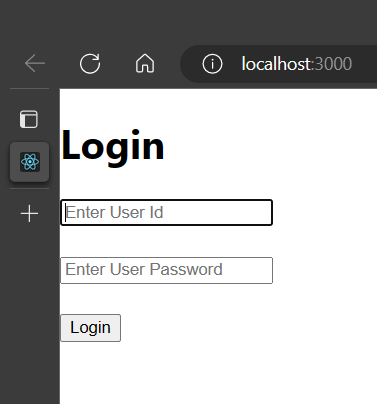 localhost:3000
Login
Enter User Id
Enter User Password
Login